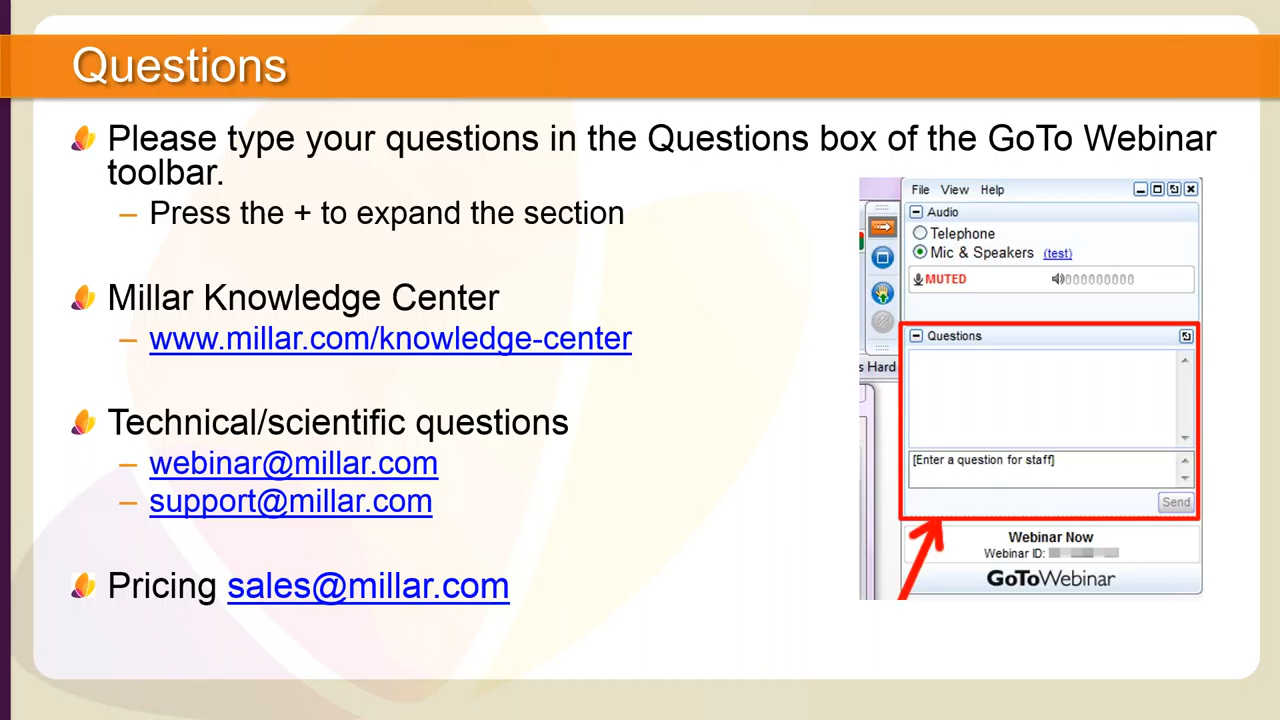 Questions
Please type your questions in the Questions box of the GoTo Webinar
toolbar.
– Press the + to expand the section
Millar Knowledge Center
– www.millar.com/knowledge-center
Technical/scientific questions
– webinar@millar.com
– support@millar.com
Pricing sales@millar.com
File View Help
Audio
Telephone
Mic & Speakers (test)
MUTED 000000000
Questions
s Hard
[Enter a question for staff]
Send
Webinar Now
Webinar ID:
GoToWebinar